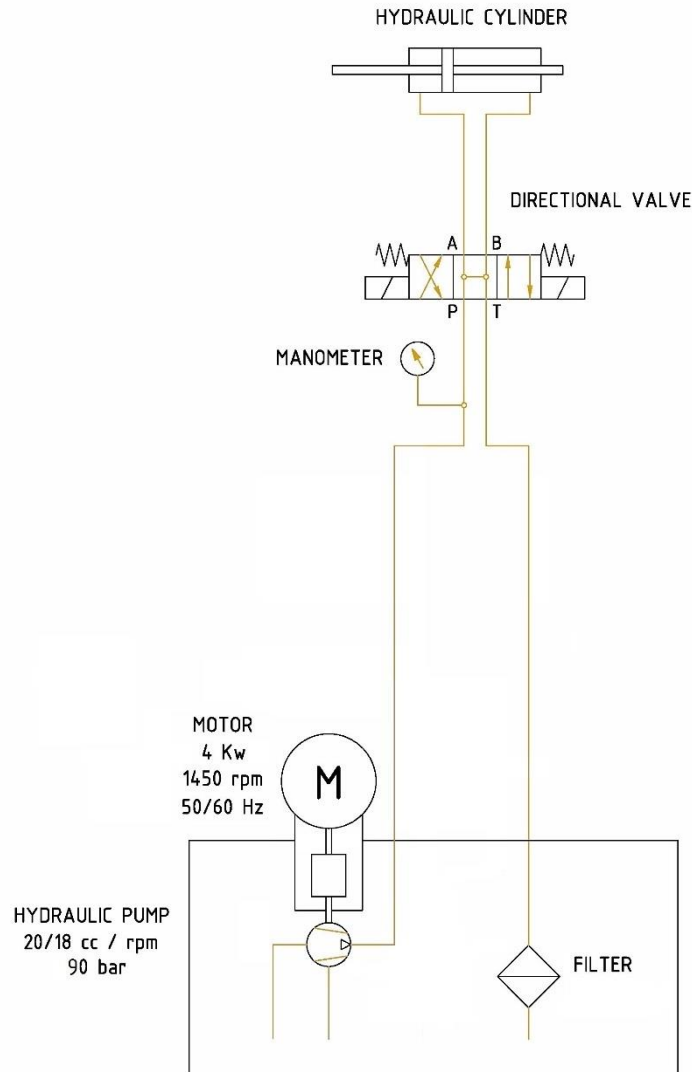 HYDRAULIC CYLINDER
DIRECTIONAL VALVE
A B
P T
MANOMETER
MOTOR
4 Kw
1450 rpm
50/60 Hz
M
HYDRAULIC PUMP
20/18 cc / rpm
90 bar
FILTER